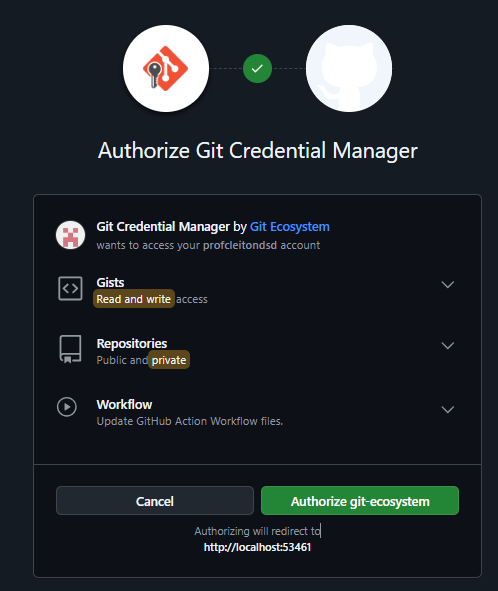 Authorize Git Credential Manager
Git Credential Manager by Git Ecosystem
wants to access your profcleitondsd account
Gists
Read and write access
Repositories
Public and private
Workflow
Update GitHub Action Workflow files.
Cancel
Authorize git-ecosystem
Authorizing will redirect to
http://localhost:53461